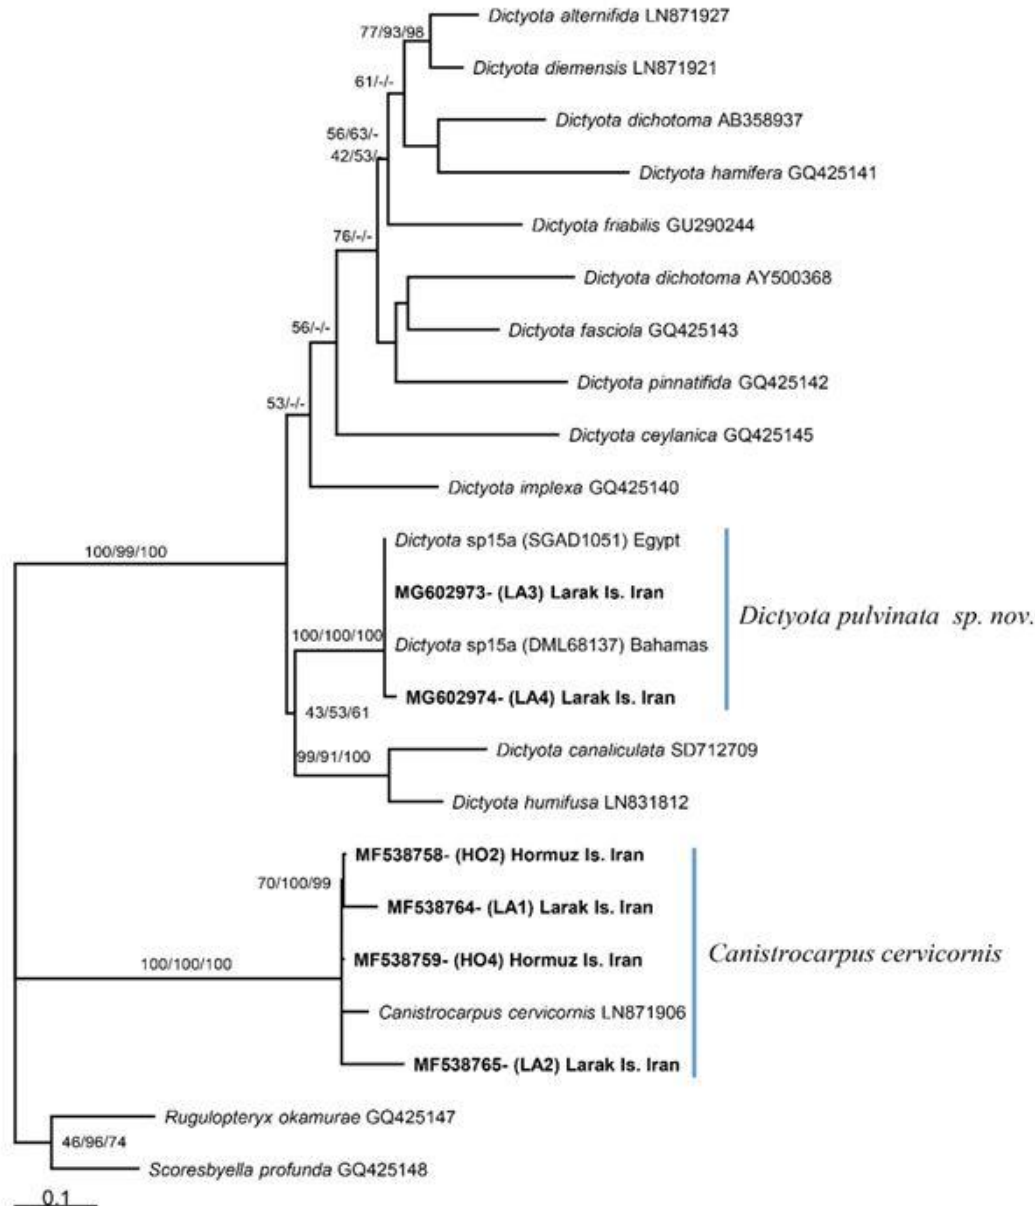 Dictyota alternifida LN871927
77/93/98
Dictyota diemensis LN871921
61/-/-
Dictyota dichotoma AB358937
56/63/-
42/53/-
Dictyota hamifera GQ425141
Dictyota friabilis GU290244
76/-/-
Dictyota dichotoma AY500368
56/-/-
Dictyota fasciola GQ425143
Dictyota pinnatifida GQ425142
53/-/-
Dictyota ceylanica GQ425145
Dictyota implexa GQ425140
100/99/100
Dictyota sp15a (SGAD1051) Egypt
MG602973- (LA3) Larak Is. Iran
Dictyota pulvinata sp. nov.
100/100/100
Dictyota sp15a (DML68137) Bahamas
MG602974- (LA4) Larak Is. Iran
43/53/61
99/91/100
Dictyota canaliculata SD712709
Dictyota humifusa LN831812
MF538758- (HO2) Hormuz Is. Iran
70/100/99
MF538764- (LA1) Larak Is. Iran
100/100/100
MF538759- (HO4) Hormuz Is. Iran
Canistrocarpus cervicornis
Canistrocarpus cervicornis LN871906
MF538765- (LA2) Larak Is. Iran
Rugulopteryx okamurae GQ425147
46/96/74
Scoresbyella profunda GQ425148
0.1